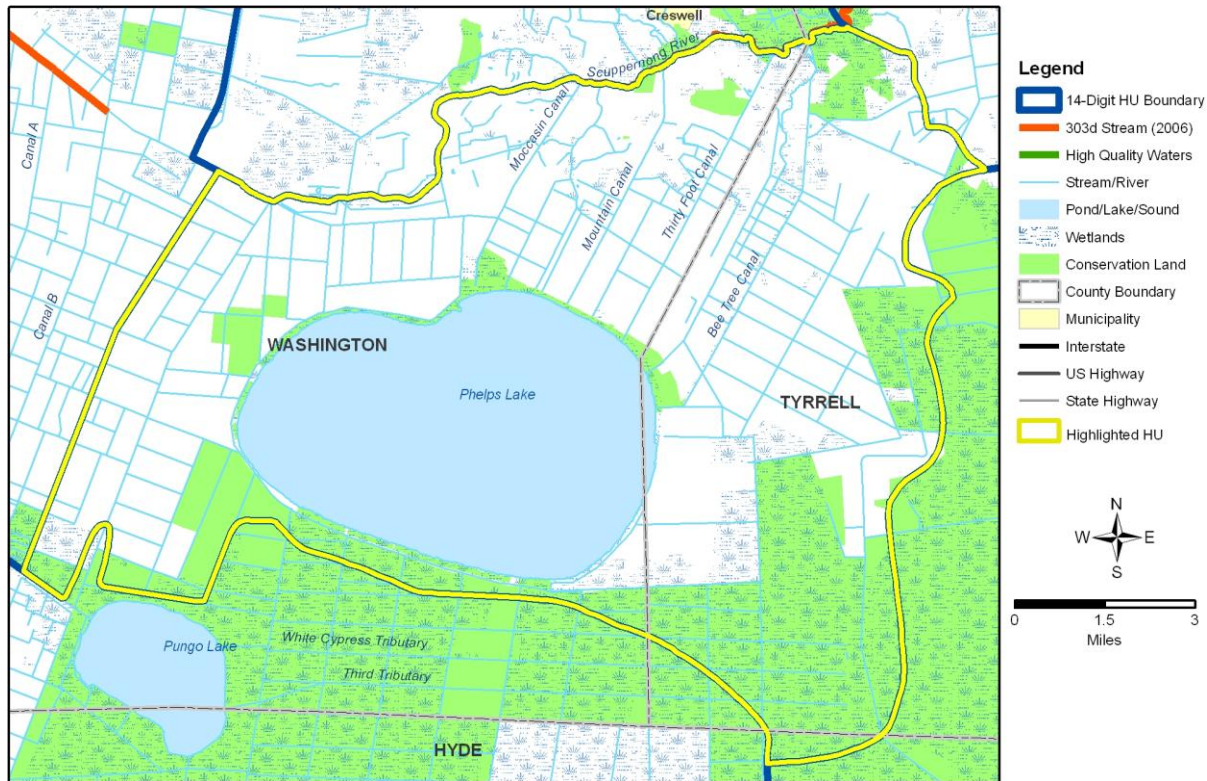 Creswell
Scuppernong River
Canal A
Moccasin Canal
Mountain Canal
Thirty Foot Canal
Bee Tree Canal
Canal B
WASHINGTON
Phelps Lake
TYRRELL
White Cypress Tributary
Pungo Lake
Third Tributary
HYDE
Legend
14-Digit HU Boundary
303d Stream (2006)
High Quality Waters
Stream/River
Pond/Lake/Sound
Wetlands
Conservation Land
County Boundary
Municipality
Interstate
US Highway
State Highway
Highlighted HU
N
W E
S
0 1.5 3
Miles